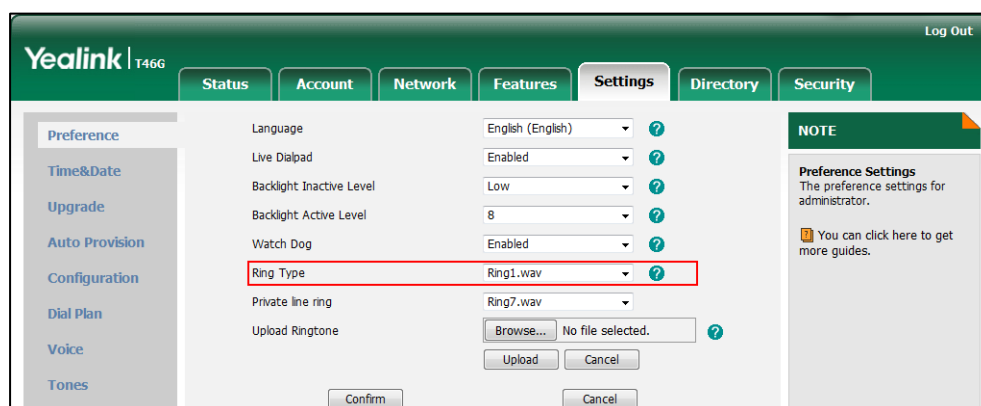 Log Out
Yealink T46G
Status Account Network Features Settings Directory Security
Preference
Time&Date
Upgrade
Auto Provision
Configuration
Dial Plan
Voice
Tones
Language English (English)
Live Dialpad Enabled
Backlight Inactive Level Low
Backlight Active Level 8
Watch Dog Enabled
Ring Type Ring1.wav
Private line ring Ring7.wav
Upload Ringtone Browse... No file selected.
Upload Cancel
Confirm Cancel
NOTE
Preference Settings
The preference settings for
administrator.
You can click here to get
more guides.